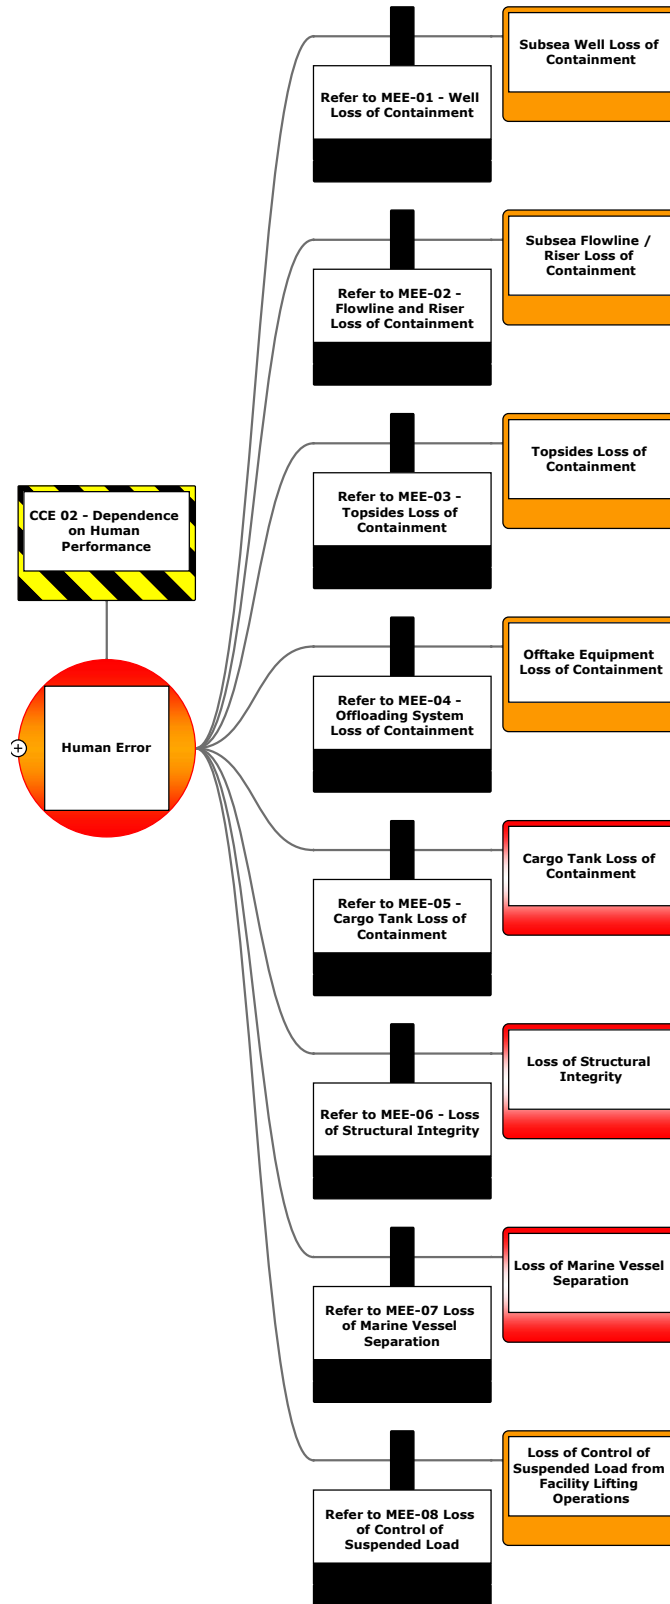 Subsea Well Loss of
Containment
Refer to MEE-01 - Well
Loss of Containment
Subsea Flowline /
Riser Loss of
Containment
Refer to MEE-02 -
Flowline and Riser
Loss of Containment
Topsides Loss of
Containment
Refer to MEE-03 -
Topsides Loss of
Containment
CCE 02 - Dependence
on Human
Performance
Offtake Equipment
Loss of Containment
Refer to MEE-04 -
Offloading System
Loss of Containment
Human Error
Cargo Tank Loss of
Containment
Refer to MEE-05 -
Cargo Tank Loss of
Containment
Loss of Structural
Integrity
Refer to MEE-06 - Loss
of Structural Integrity
Loss of Marine Vessel
Separation
Refer to MEE-07 Loss
of Marine Vessel
Separation
Loss of Control of
Suspended Load from
Facility Lifting
Operations
Refer to MEE-08 Loss
of Control of
Suspended Load